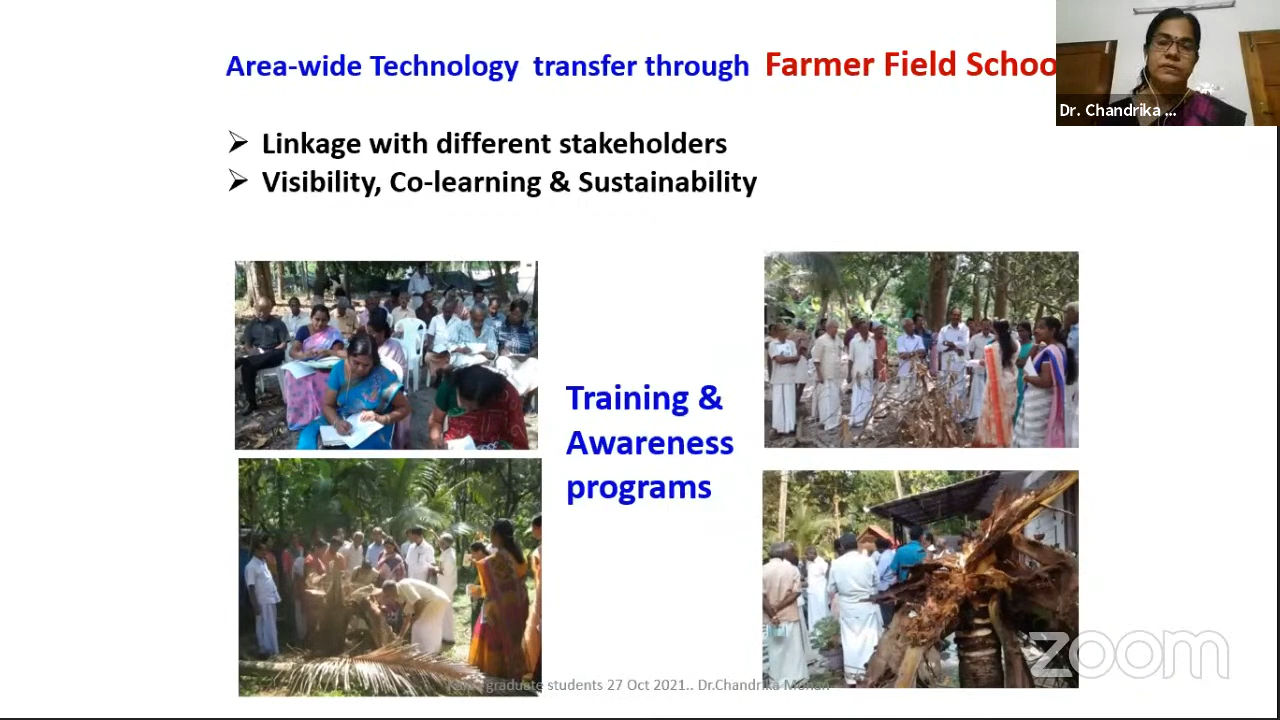 Area-wide Technology transfer through Farmer Field Schoo
Dr. Chandrika ...
➢ Linkage with different stakeholders
➢ Visibility, Co-learning & Sustainability
Training &
Awareness
programs
graduate students 27 Oct 2021.. Dr.Chandrika Mohan
zoom